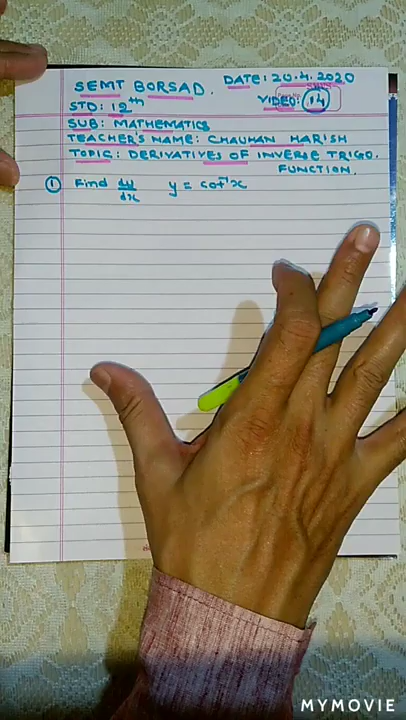 SEMT BORSAD. DATE: 20.4.2020
STD: 12th VIDEO: 14
SUB: MATHEMATICS
TEACHER'S NAME: CHAUHAN HARISH
TOPIC: DERIVATIVES OF INVERSE TRIGO.
FUNCTION.
① Find dy/dx y = cot⁻¹x
MYMOVIE